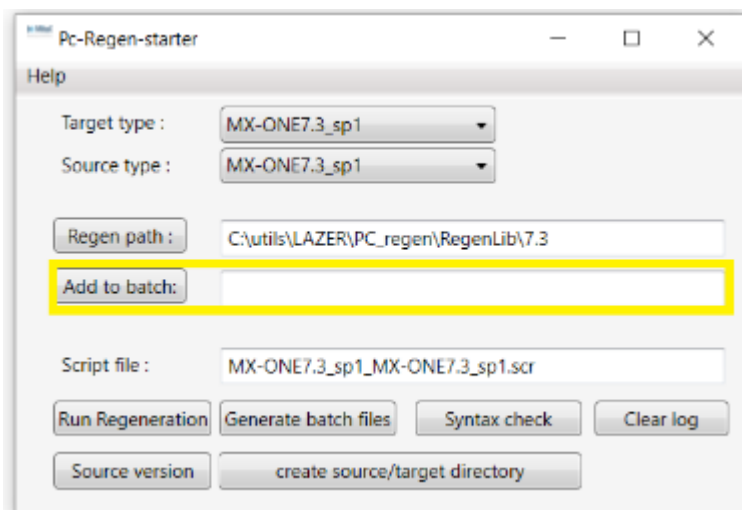 Pc-Regen-starter
Help
Target type : MX-ONE7.3_sp1
Source type : MX-ONE7.3_sp1
Regen path : C:\utils\LAZER\PC_regen\RegenLib\7.3
Add to batch:
Script file : MX-ONE7.3_sp1_MX-ONE7.3_sp1.scr
Run Regeneration Generate batch files Syntax check Clear log
Source version create source/target directory